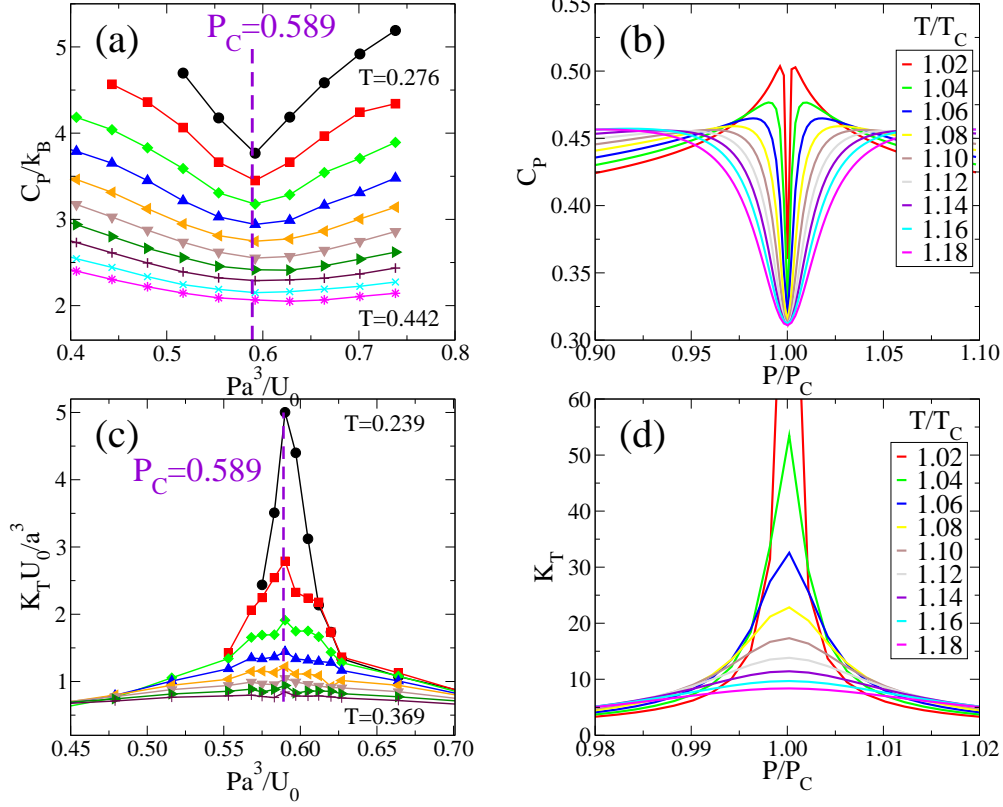 (a)
P_C=0.589
T=0.276
T=0.442
C_P/k_B
5
4
3
2
0.4 0.5 0.6 0.7 0.8
Pa^3/U_0
(b)
T/T_C
1.02
1.04
1.06
1.08
1.10
1.12
1.14
1.16
1.18
C_P
0.55
0.50
0.45
0.40
0.35
0.30
0.90 0.95 1.00 1.05 1.10
P/P_C
(c)
T=0.239
P_C=0.589
T=0.369
K_T U_0/a^3
5
4
3
2
1
0.45 0.50 0.55 0.60 0.65 0.70
Pa^3/U_0
(d)
T/T_C
1.02
1.04
1.06
1.08
1.10
1.12
1.14
1.16
1.18
K_T
60
50
40
30
20
10
0
0.98 0.99 1.00 1.01 1.02
P/P_C